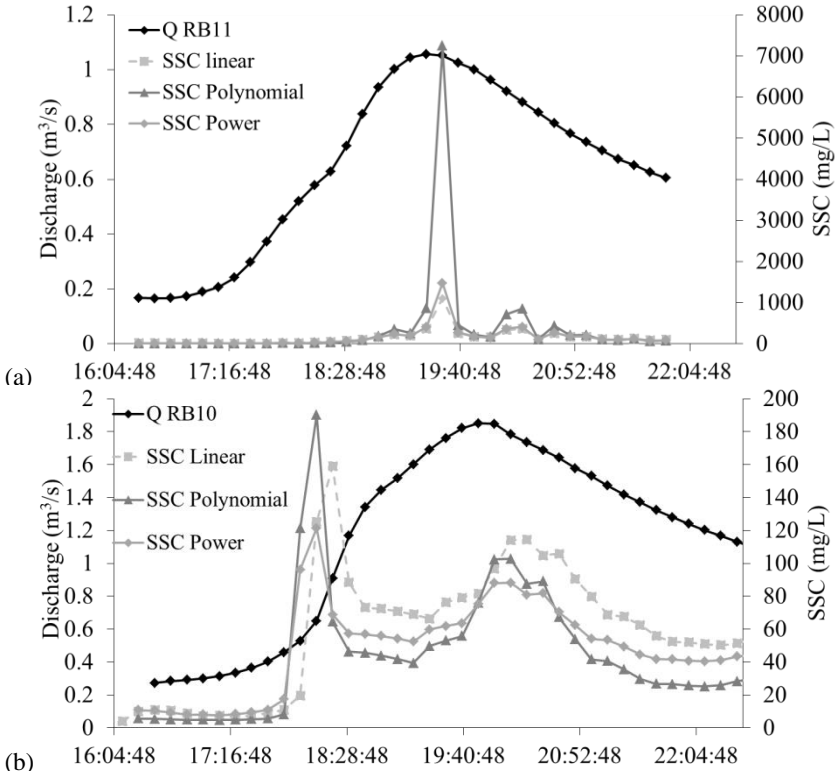 Q RB11
SSC linear
SSC Polynomial
SSC Power
Discharge (m³/s)
1.2
1
0.8
0.6
0.4
0.2
0
SSC (mg/L)
8000
7000
6000
5000
4000
3000
2000
1000
0
16:04:48 17:16:48 18:28:48 19:40:48 20:52:48 22:04:48
(a)
Q RB10
SSC Linear
SSC Polynomial
SSC Power
Discharge (m³/s)
2
1.8
1.6
1.4
1.2
1
0.8
0.6
0.4
0.2
0
SSC (mg/L)
200
180
160
140
120
100
80
60
40
20
0
16:04:48 17:16:48 18:28:48 19:40:48 20:52:48 22:04:48
(b)